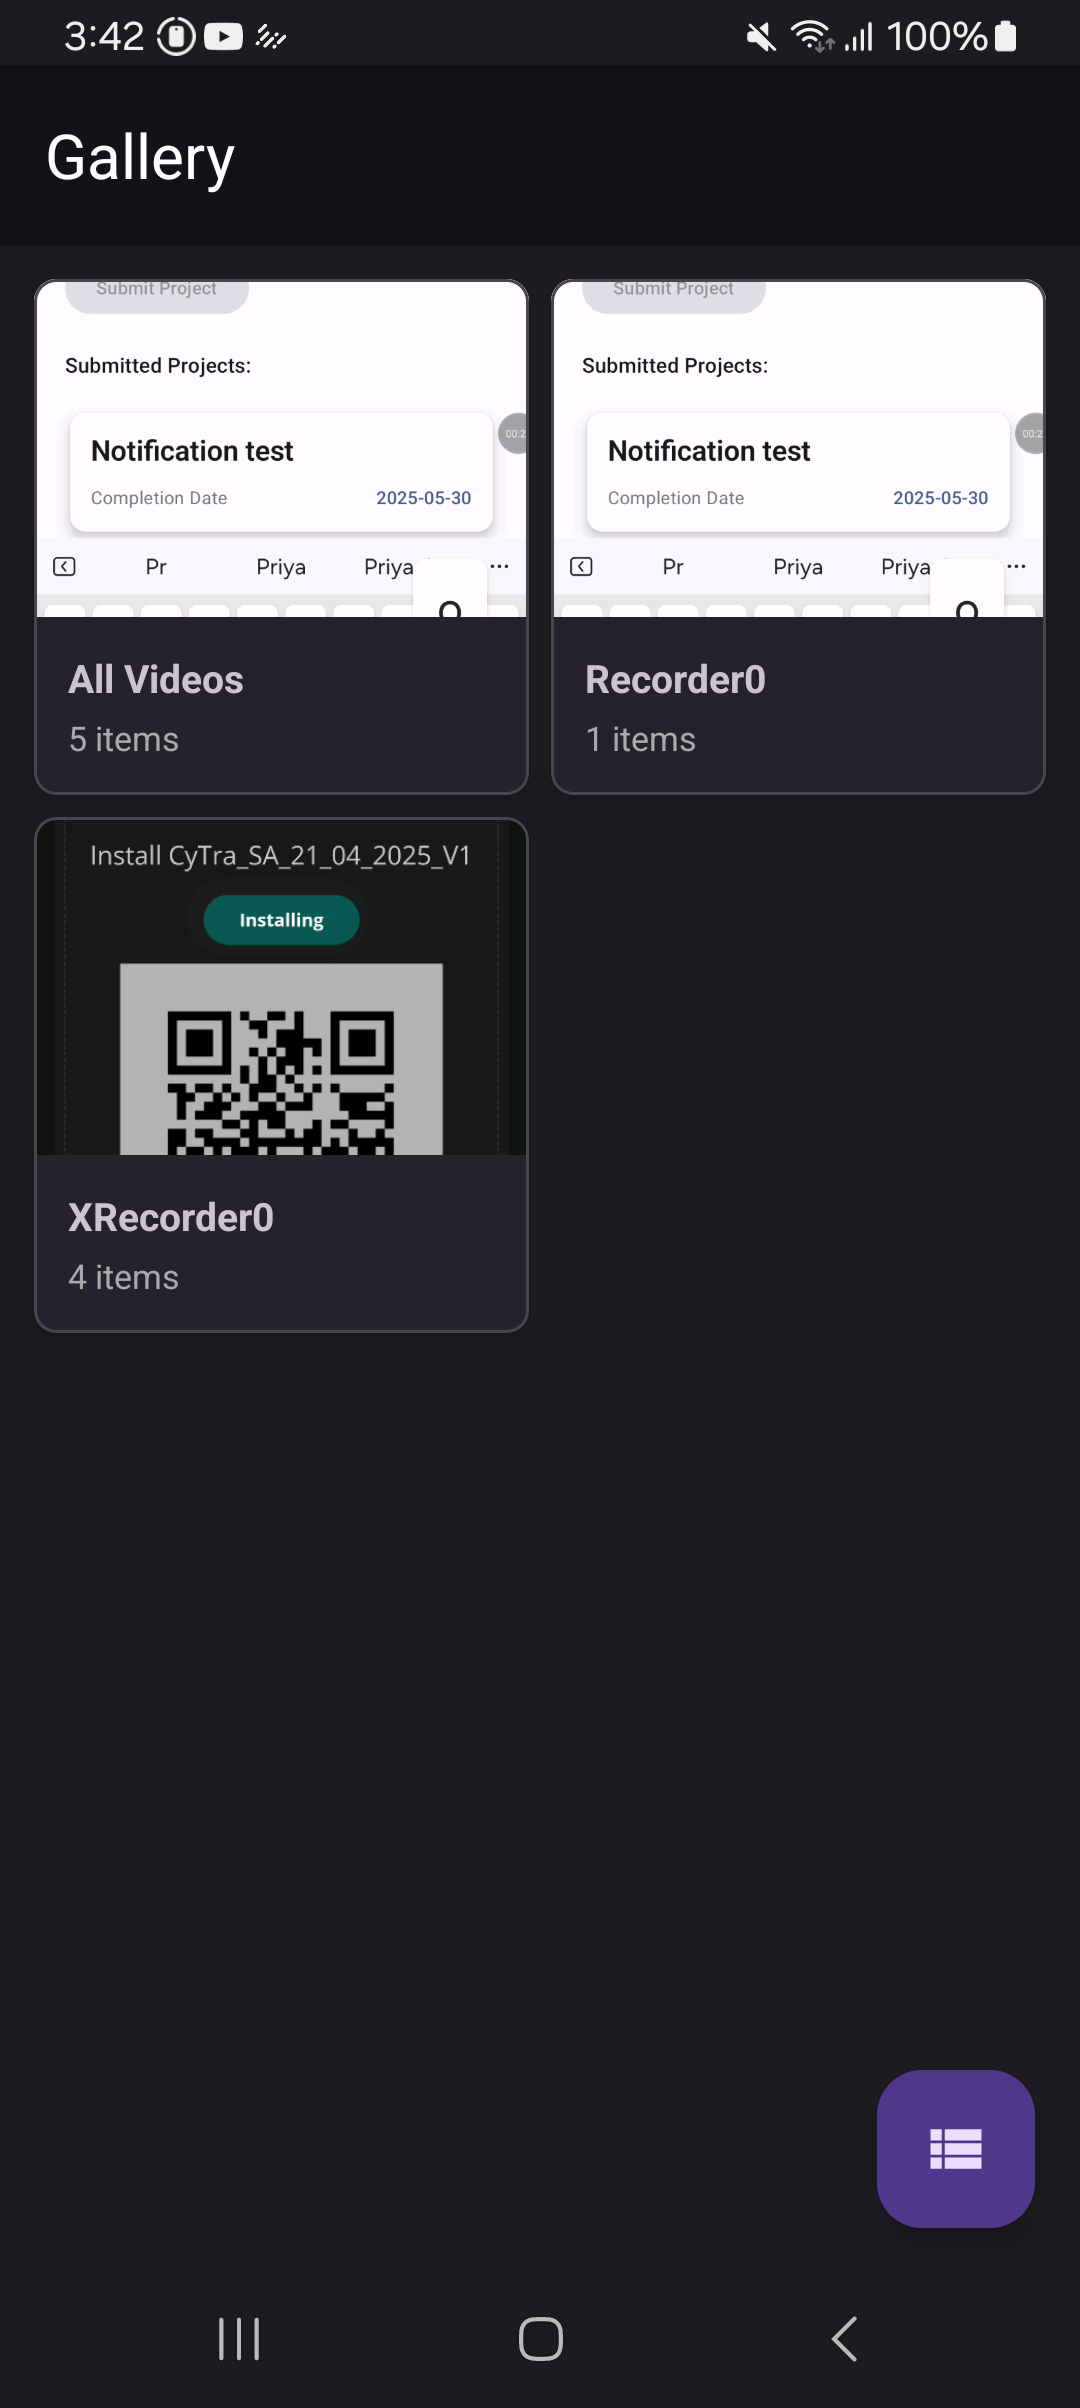 3:42
100%
Gallery
Submit Project
Submitted Projects:
Notification test
Completion Date 2025-05-30
Pr Priya Priya
All Videos
5 items
Submit Project
Submitted Projects:
Notification test
Completion Date 2025-05-30
Pr Priya Priya
Recorder0
1 items
Install CyTra_SA_21_04_2025_V1
Installing
XRecorder0
4 items